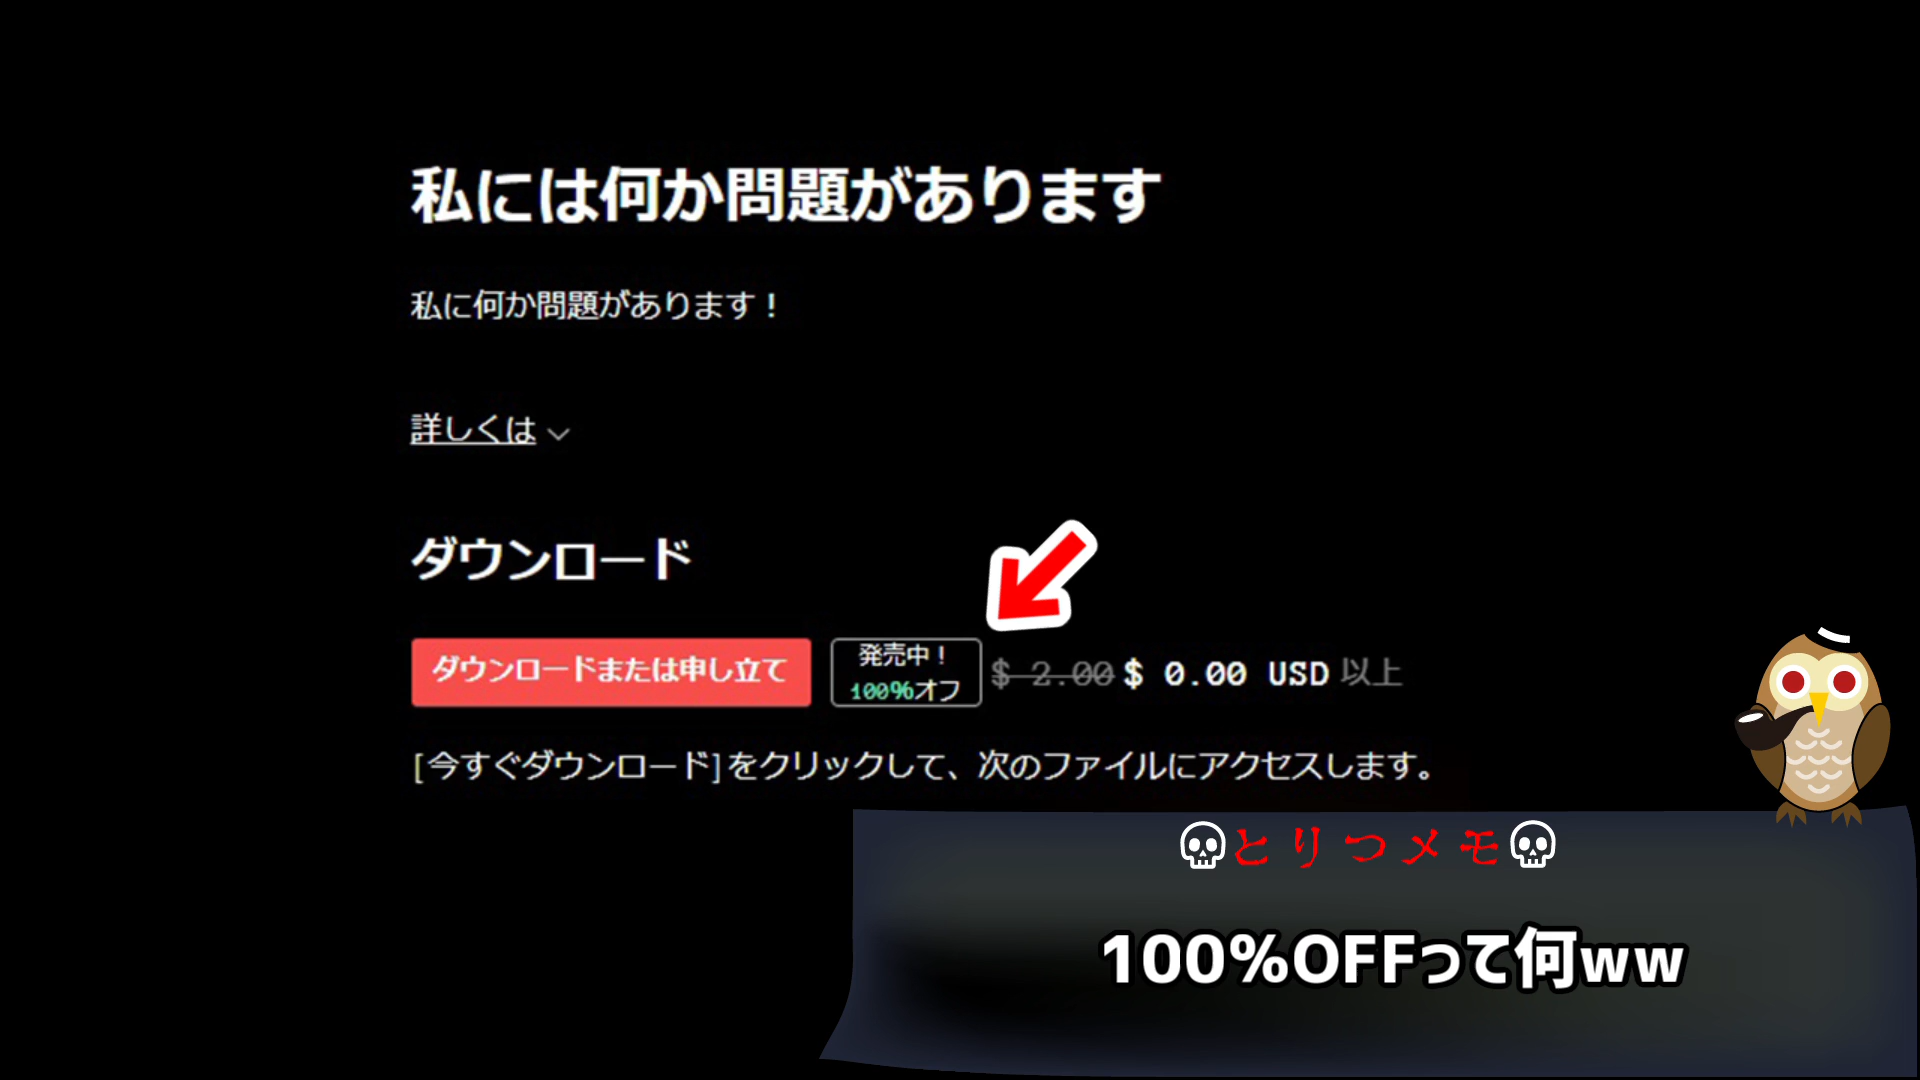 私には何か問題があります
私に何か問題があります！
詳しくは
ダウンロード
ダウンロードまたは申し立て
発売中！
100%オフ
$ 2.00 $ 0.00 USD 以上
[今すぐダウンロード]をクリックして、次のファイルにアクセスします。
とりつメモ
100%OFFって何ww